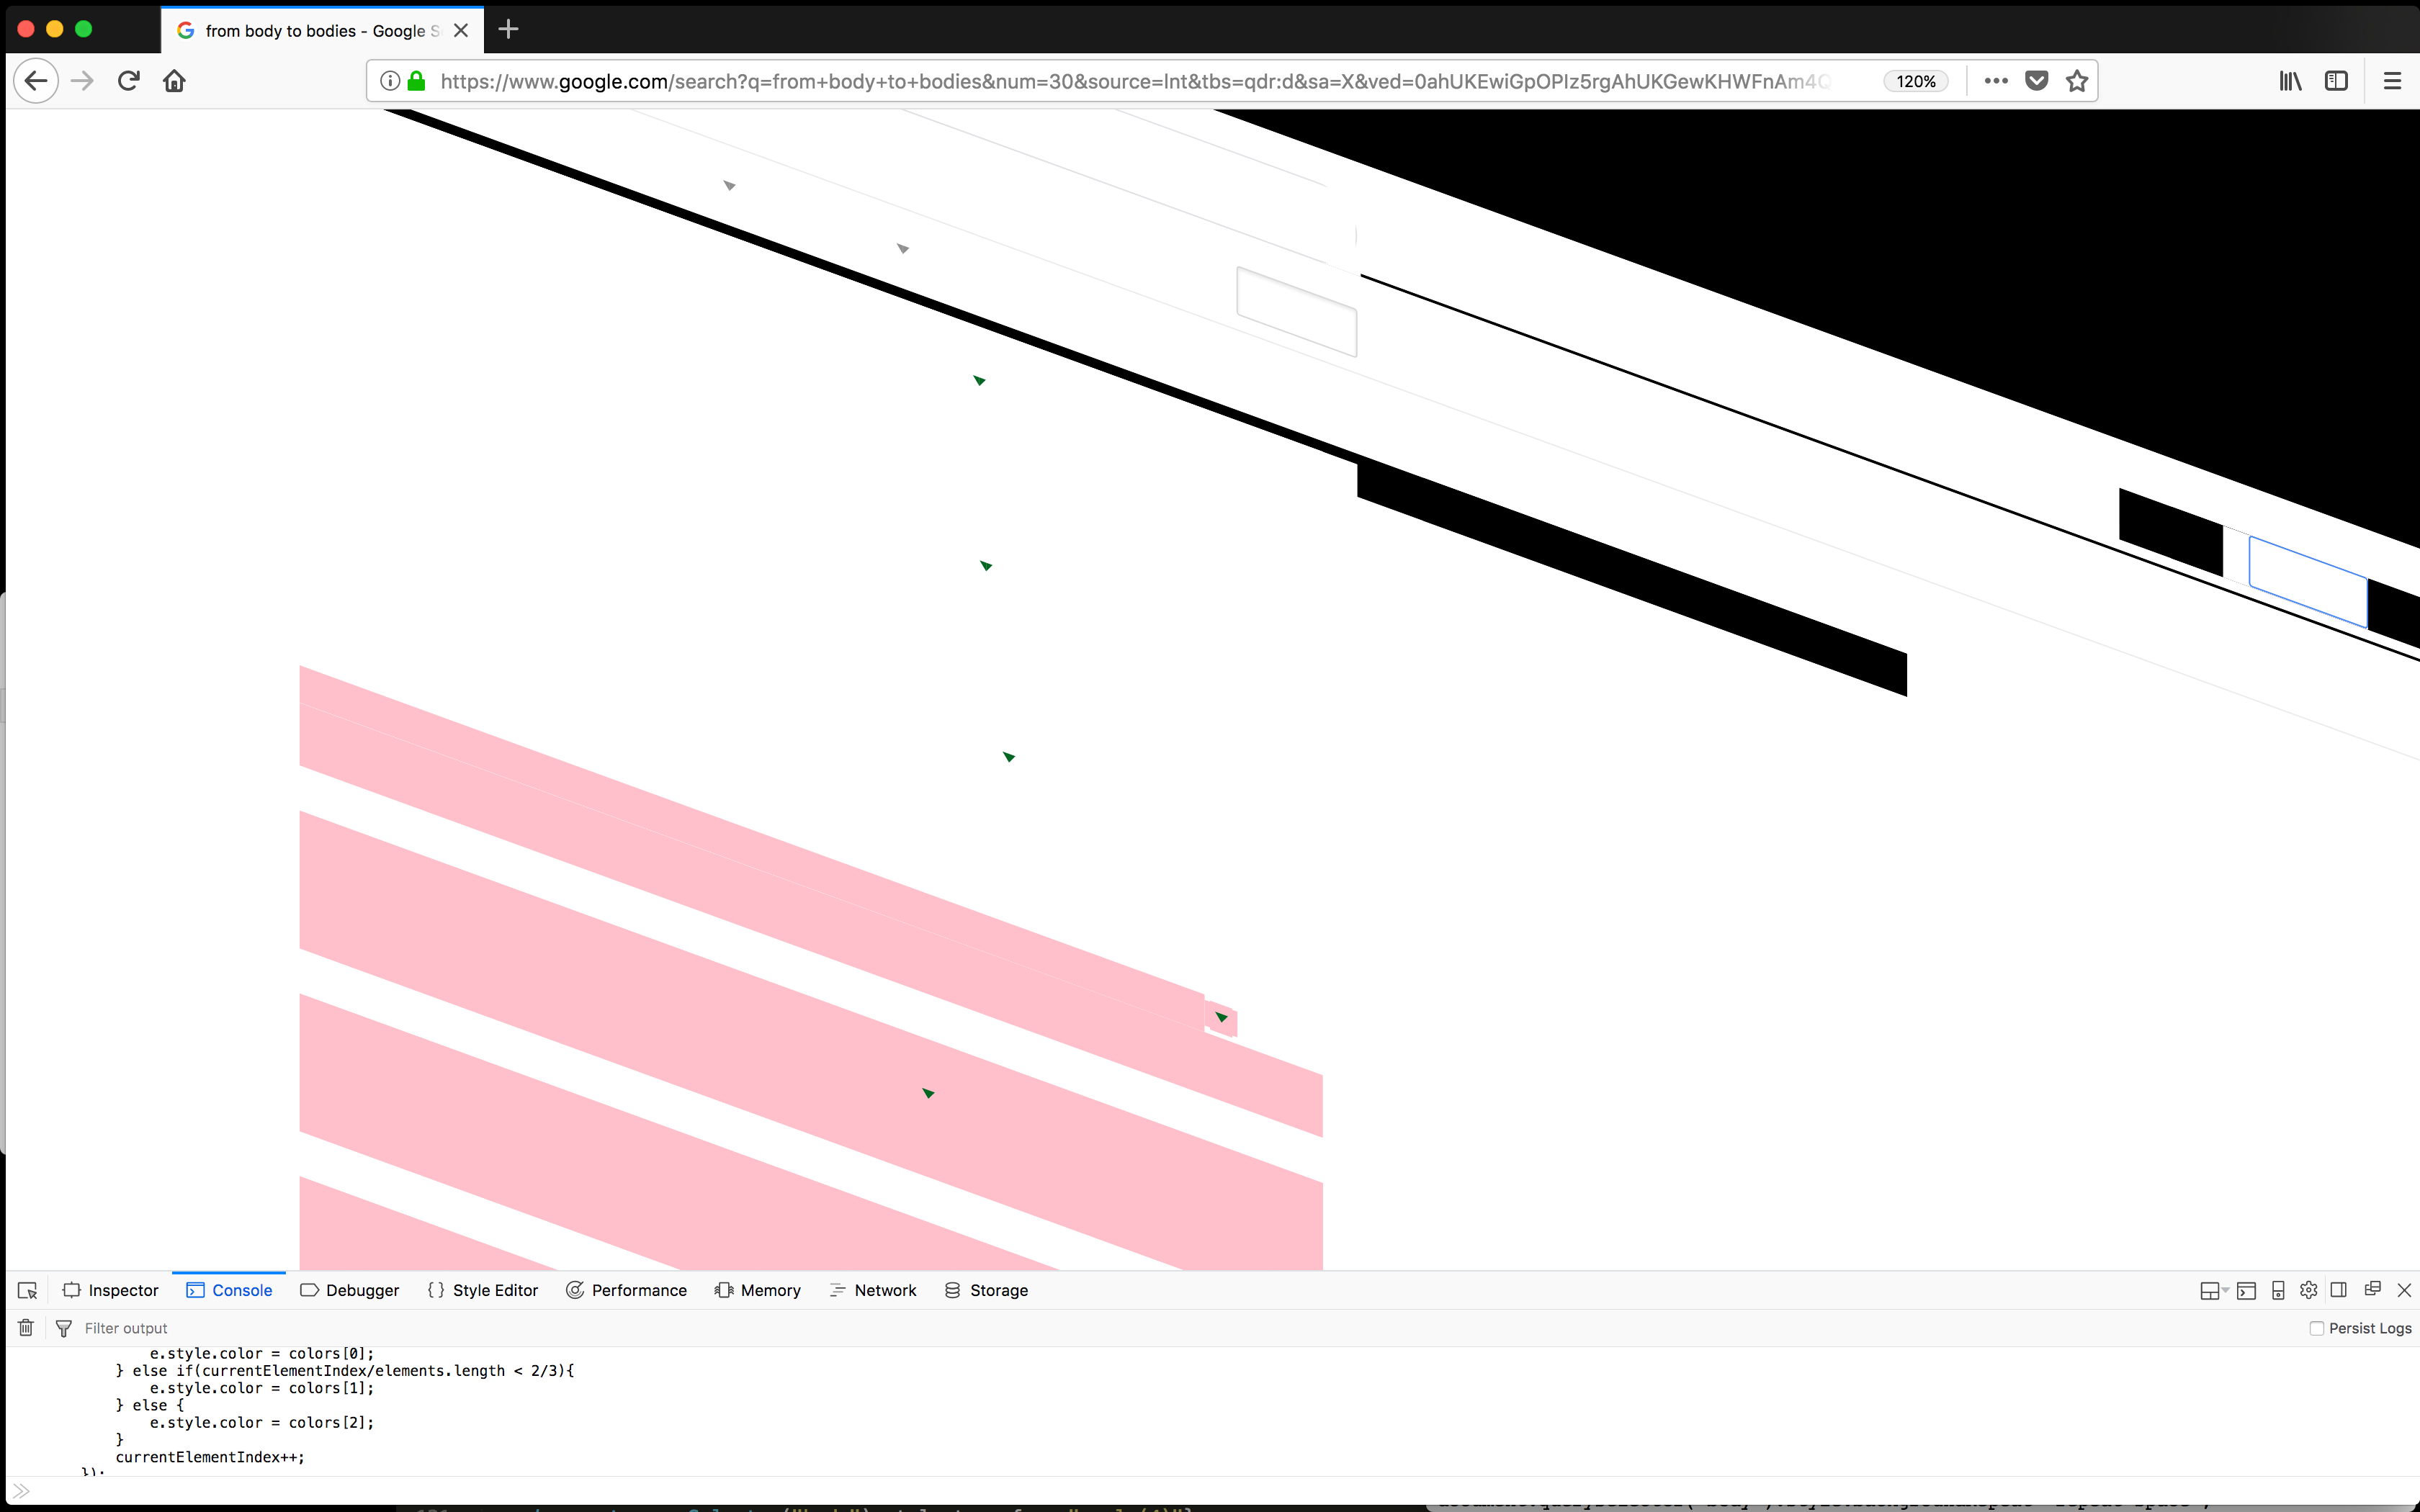 from body to bodies - Google S
https://www.google.com/search?q=from+body+to+bodies&num=30&source=lnt&tbs=qdr:d&sa=X&ved=0ahUKEwiGpOPIz5rgAhUKGewKHWFnAm4Q
120%
Inspector Console Debugger {} Style Editor Performance Memory Network Storage
Filter output Persist Logs
e.style.color = colors[0];
} else if(currentElementIndex/elements.length < 2/3){
e.style.color = colors[1];
} else {
e.style.color = colors[2];
}
currentElementIndex++;
});